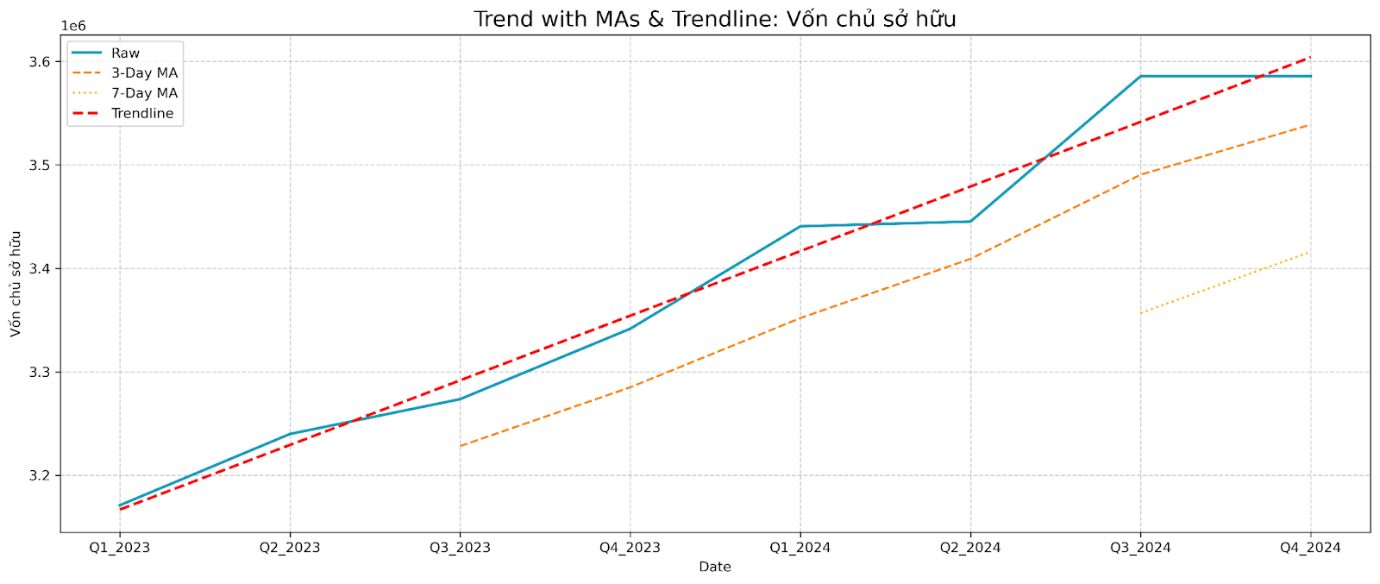 Trend with MAs & Trendline: Vốn chủ sở hữu
1e6
Raw
3-Day MA
7-Day MA
Trendline
3.6
3.5
3.4
3.3
3.2
Vốn chủ sở hữu
Q1_2023 Q2_2023 Q3_2023 Q4_2023 Q1_2024 Q2_2024 Q3_2024 Q4_2024
Date